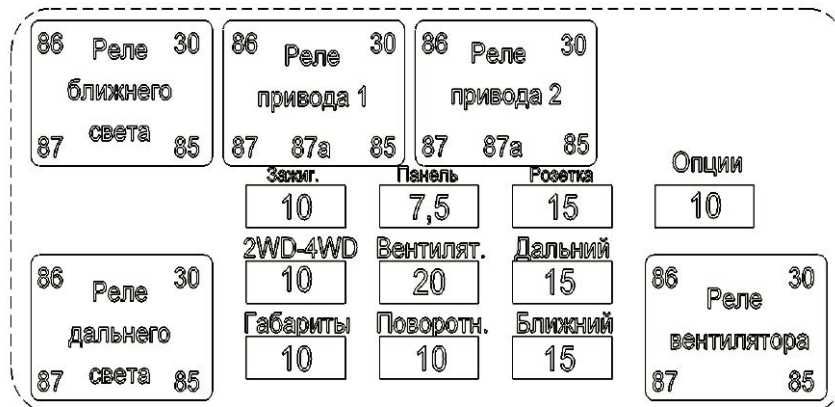 86 Реле 30
ближнего
87 света 85
86 Реле 30
привода 1
87 87а 85
86 Реле 30
привода 2
87 87а 85
Зажиг.
10
Панель
7,5
Розетка
15
Опции
10
2WD-4WD
10
Вентилят.
20
Дальний
15
Габариты
10
Поворотн.
10
Ближний
15
86 Реле 30
дальнего
87 света 85
86 Реле 30
вентилятора
87 85